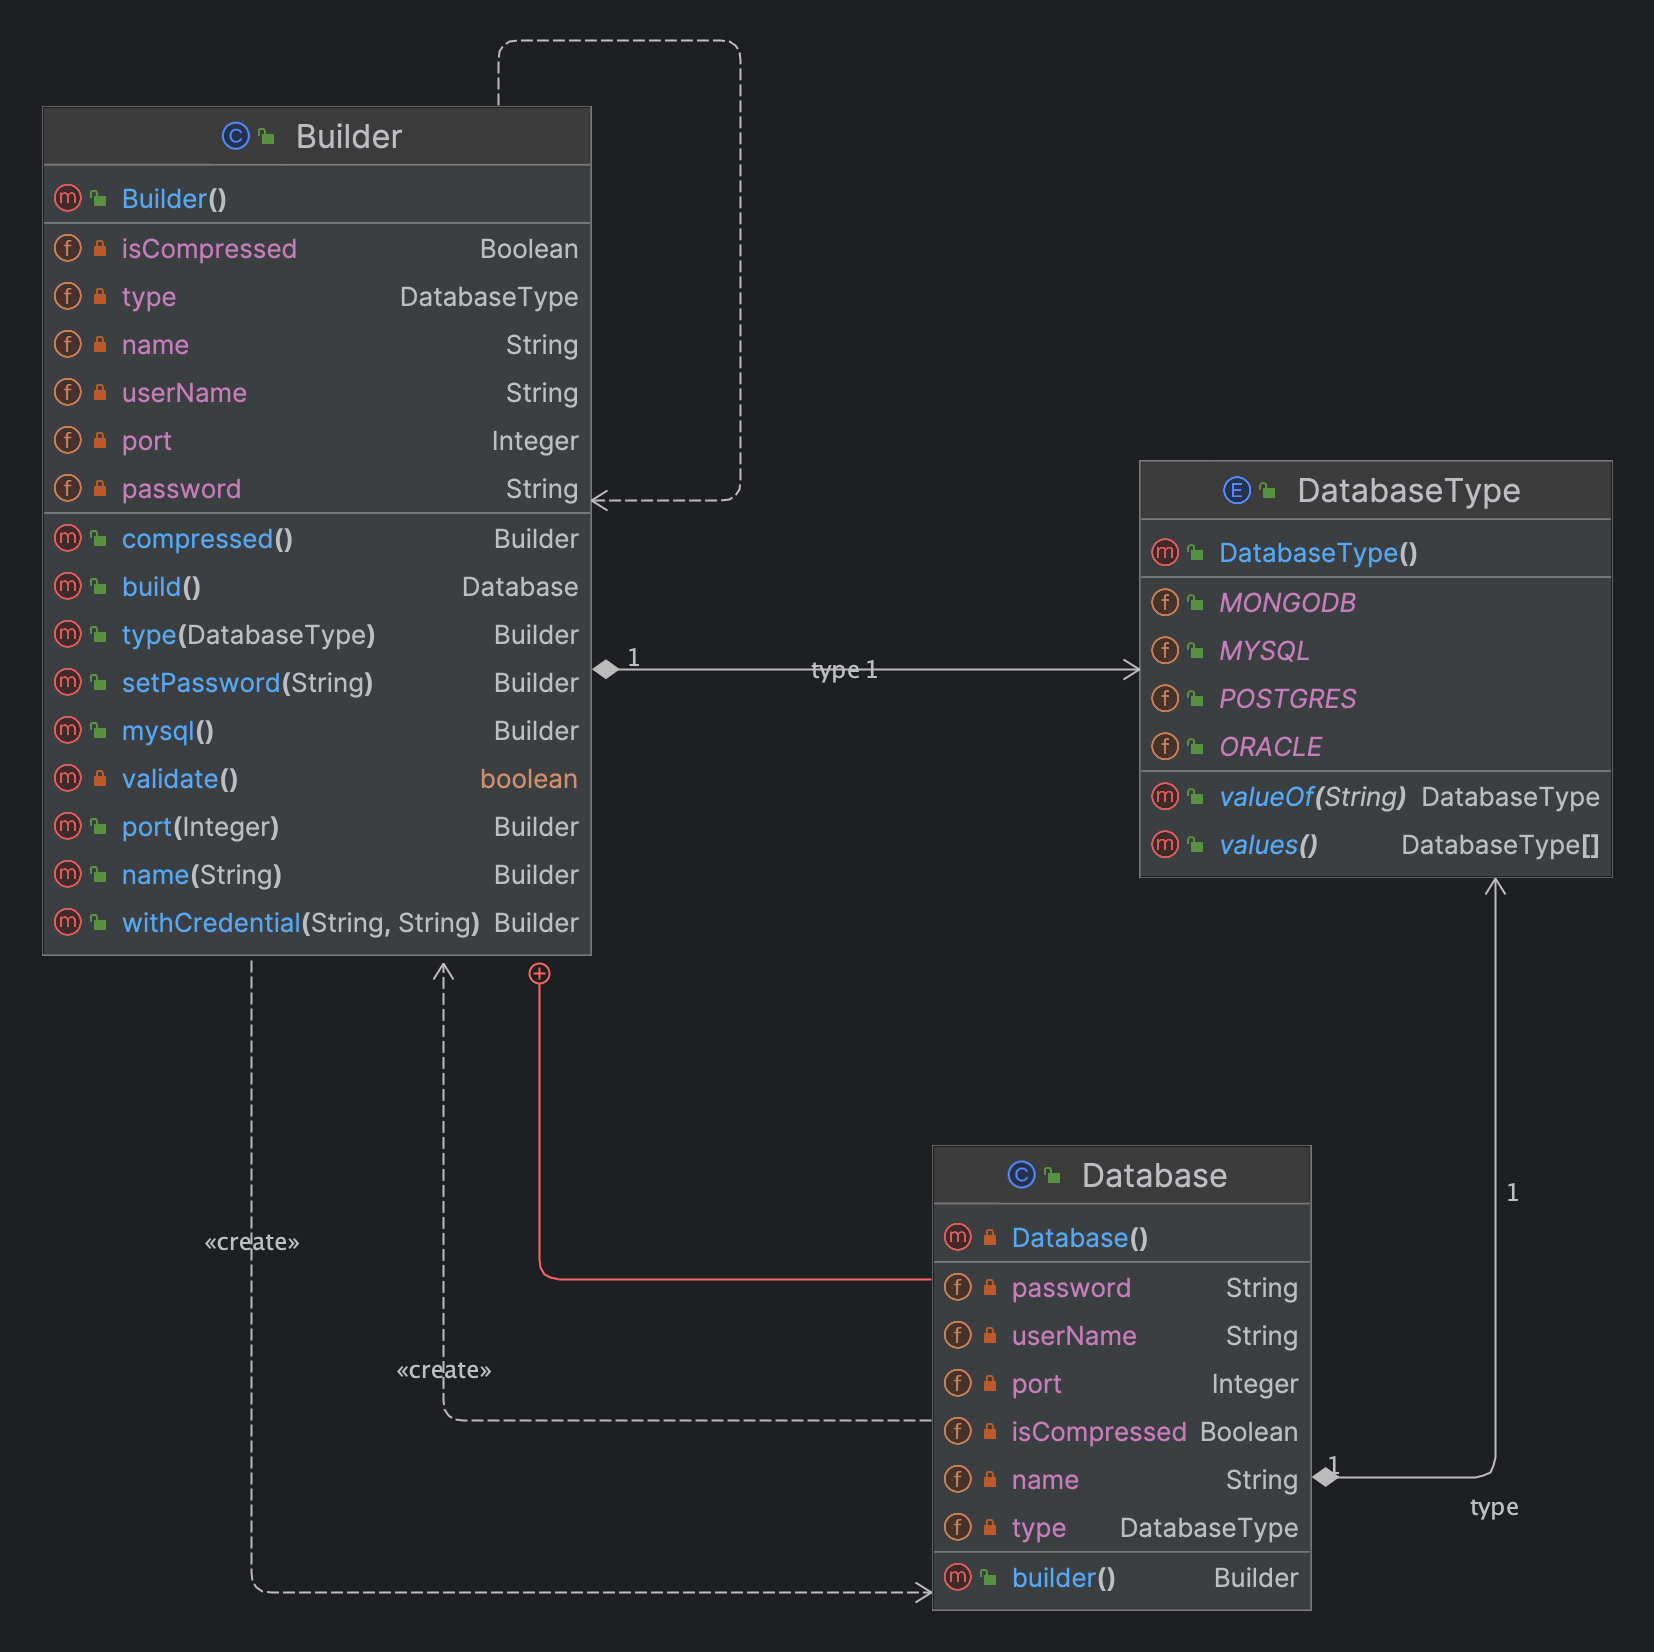 Builder
Builder()
isCompressed Boolean
type DatabaseType
name String
userName String
port Integer
password String
compressed() Builder
build() Database
type(DatabaseType) Builder
setPassword(String) Builder
mysql() Builder
validate() boolean
port(Integer) Builder
name(String) Builder
withCredential(String, String) Builder
1
type 1
DatabaseType
DatabaseType()
MONGODB
MYSQL
POSTGRES
ORACLE
valueOf(String) DatabaseType
values() DatabaseType[]
«create»
«create»
Database
Database()
password String
userName String
port Integer
isCompressed Boolean
name String
type DatabaseType
builder() Builder
1
1
type